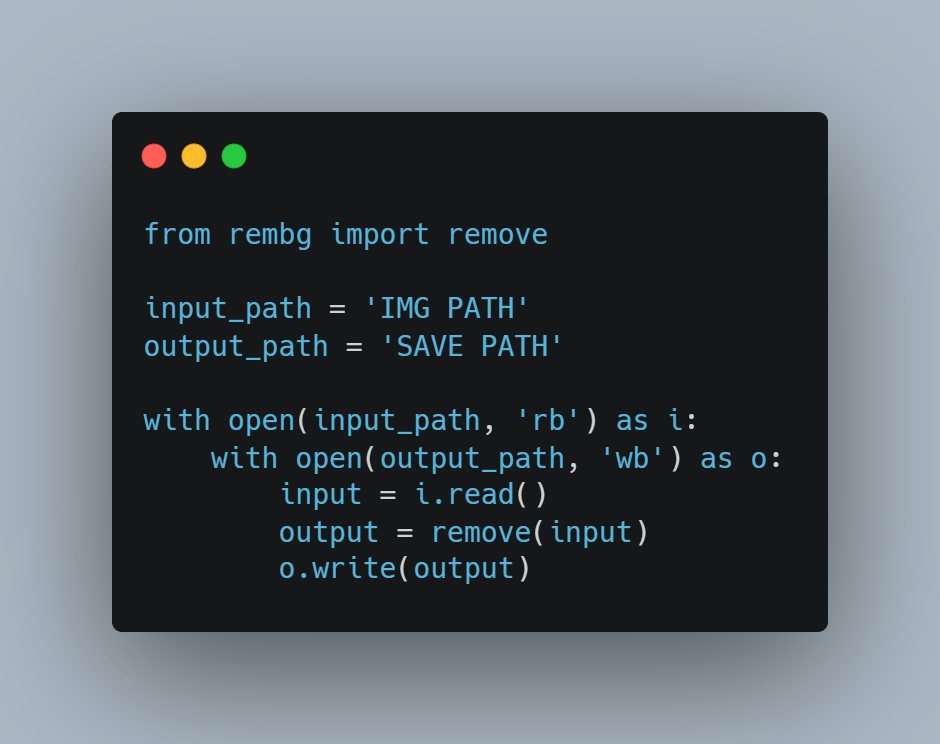 from rembg import remove

input_path = 'IMG PATH'
output_path = 'SAVE PATH'

with open(input_path, 'rb') as i:
    with open(output_path, 'wb') as o:
        input = i.read()
        output = remove(input)
        o.write(output)